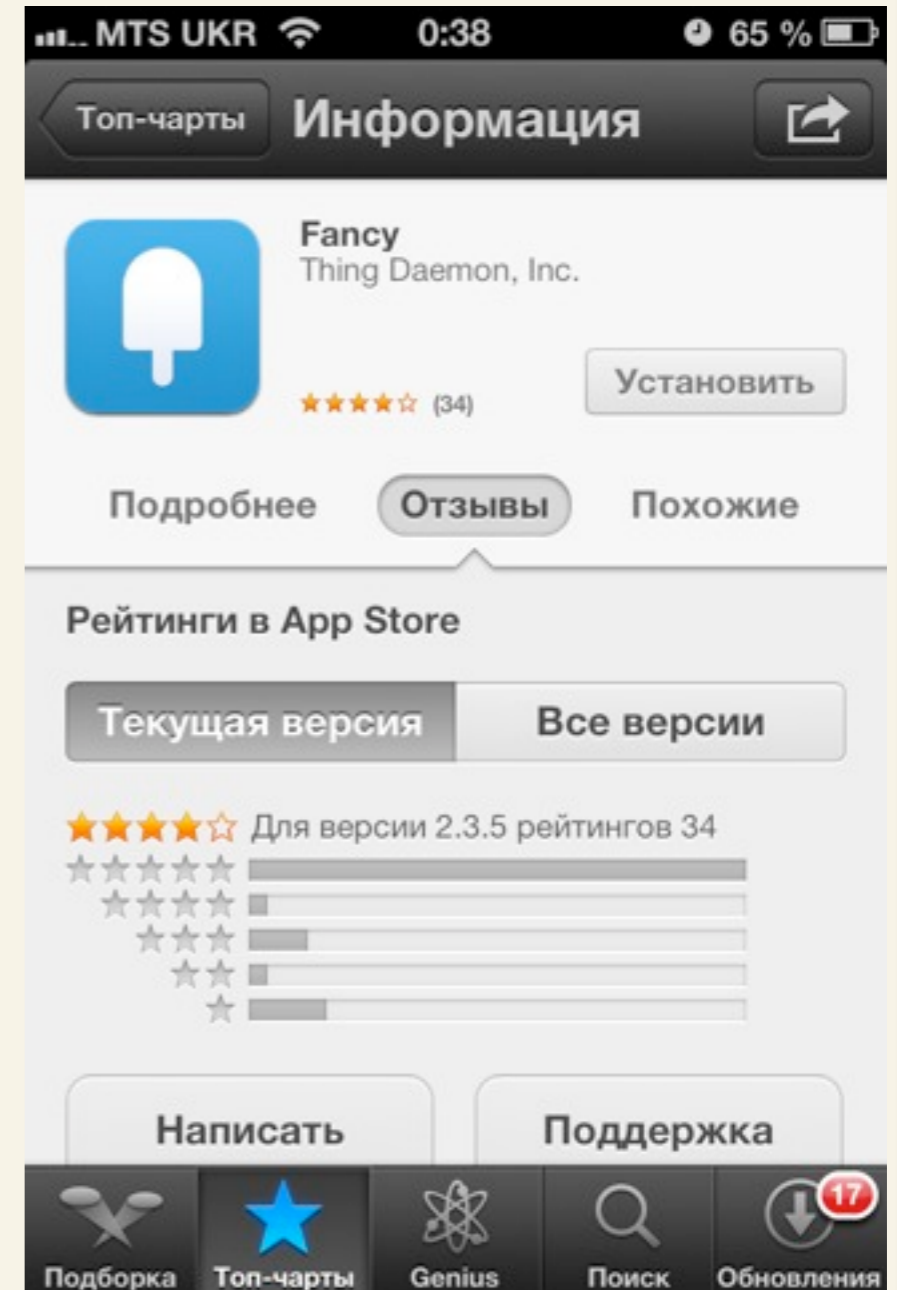 MTS UKR 0:38 65 %
Топ-чарты Информация
Fancy
Thing Daemon, Inc.
(34) Установить
Подробнее Отзывы Похожие
Рейтинги в App Store
Текущая версия Все версии
Для версии 2.3.5 рейтингов 34
Написать Поддержка
17
Подборка Топ-чарты Genius Поиск Обновления